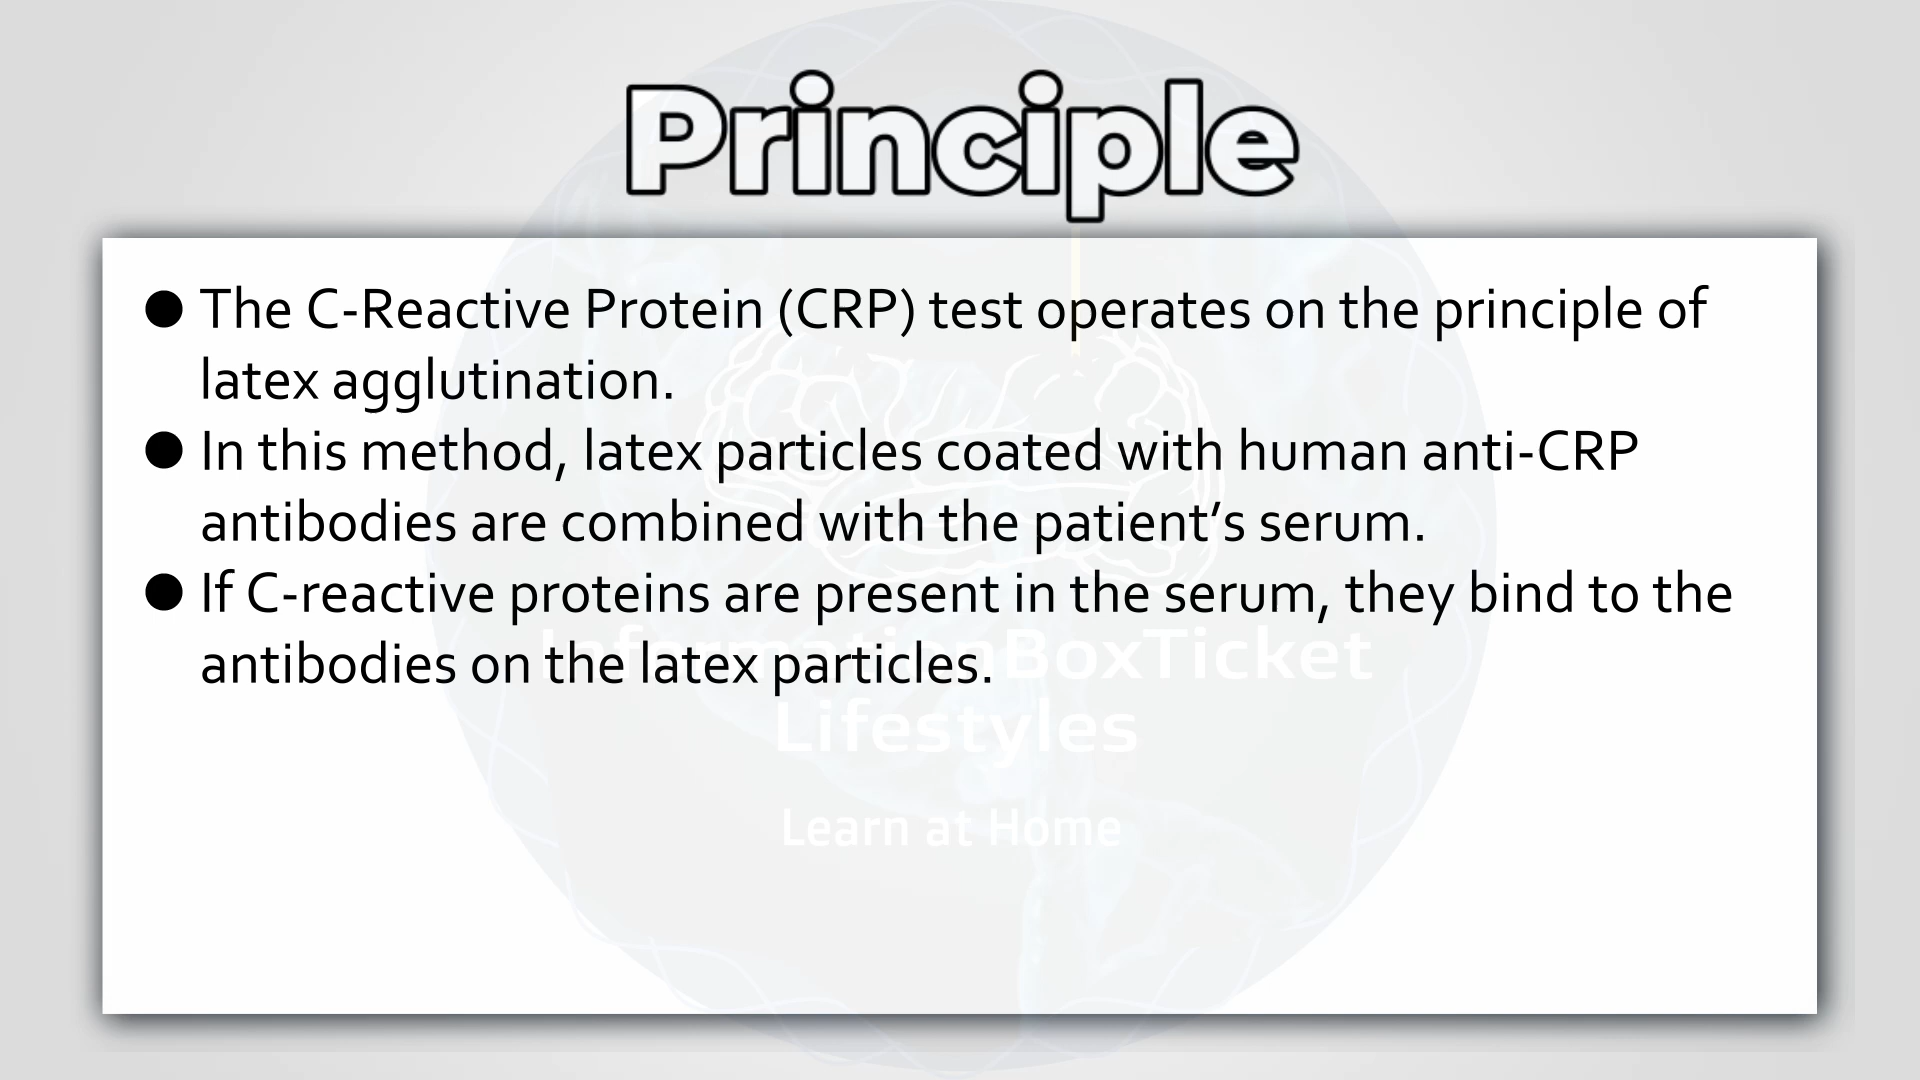 Principle
● The C-Reactive Protein (CRP) test operates on the principle of
latex agglutination.
● In this method, latex particles coated with human anti-CRP
antibodies are combined with the patient’s serum.
● If C-reactive proteins are present in the serum, they bind to the
antibodies on the latex particles.
InformationBoxTicket
Lifestyles
Learn at Home